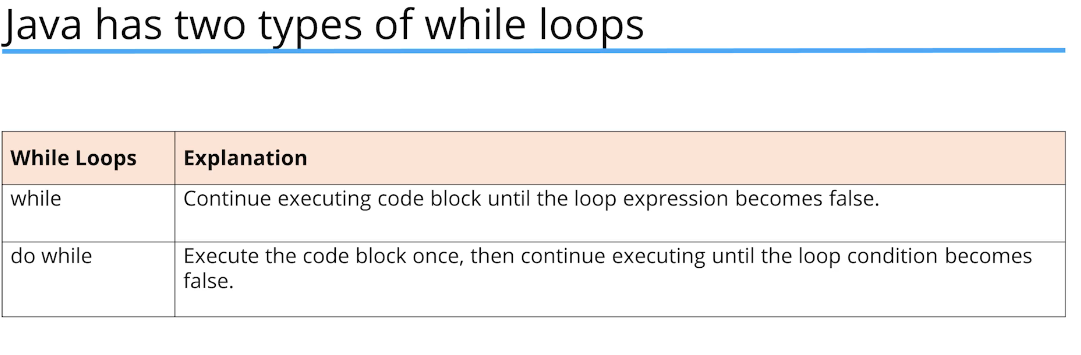 Java has two types of while loops
While Loops
Explanation
while
Continue executing code block until the loop expression becomes false.
do while
Execute the code block once, then continue executing until the loop condition becomes
false.